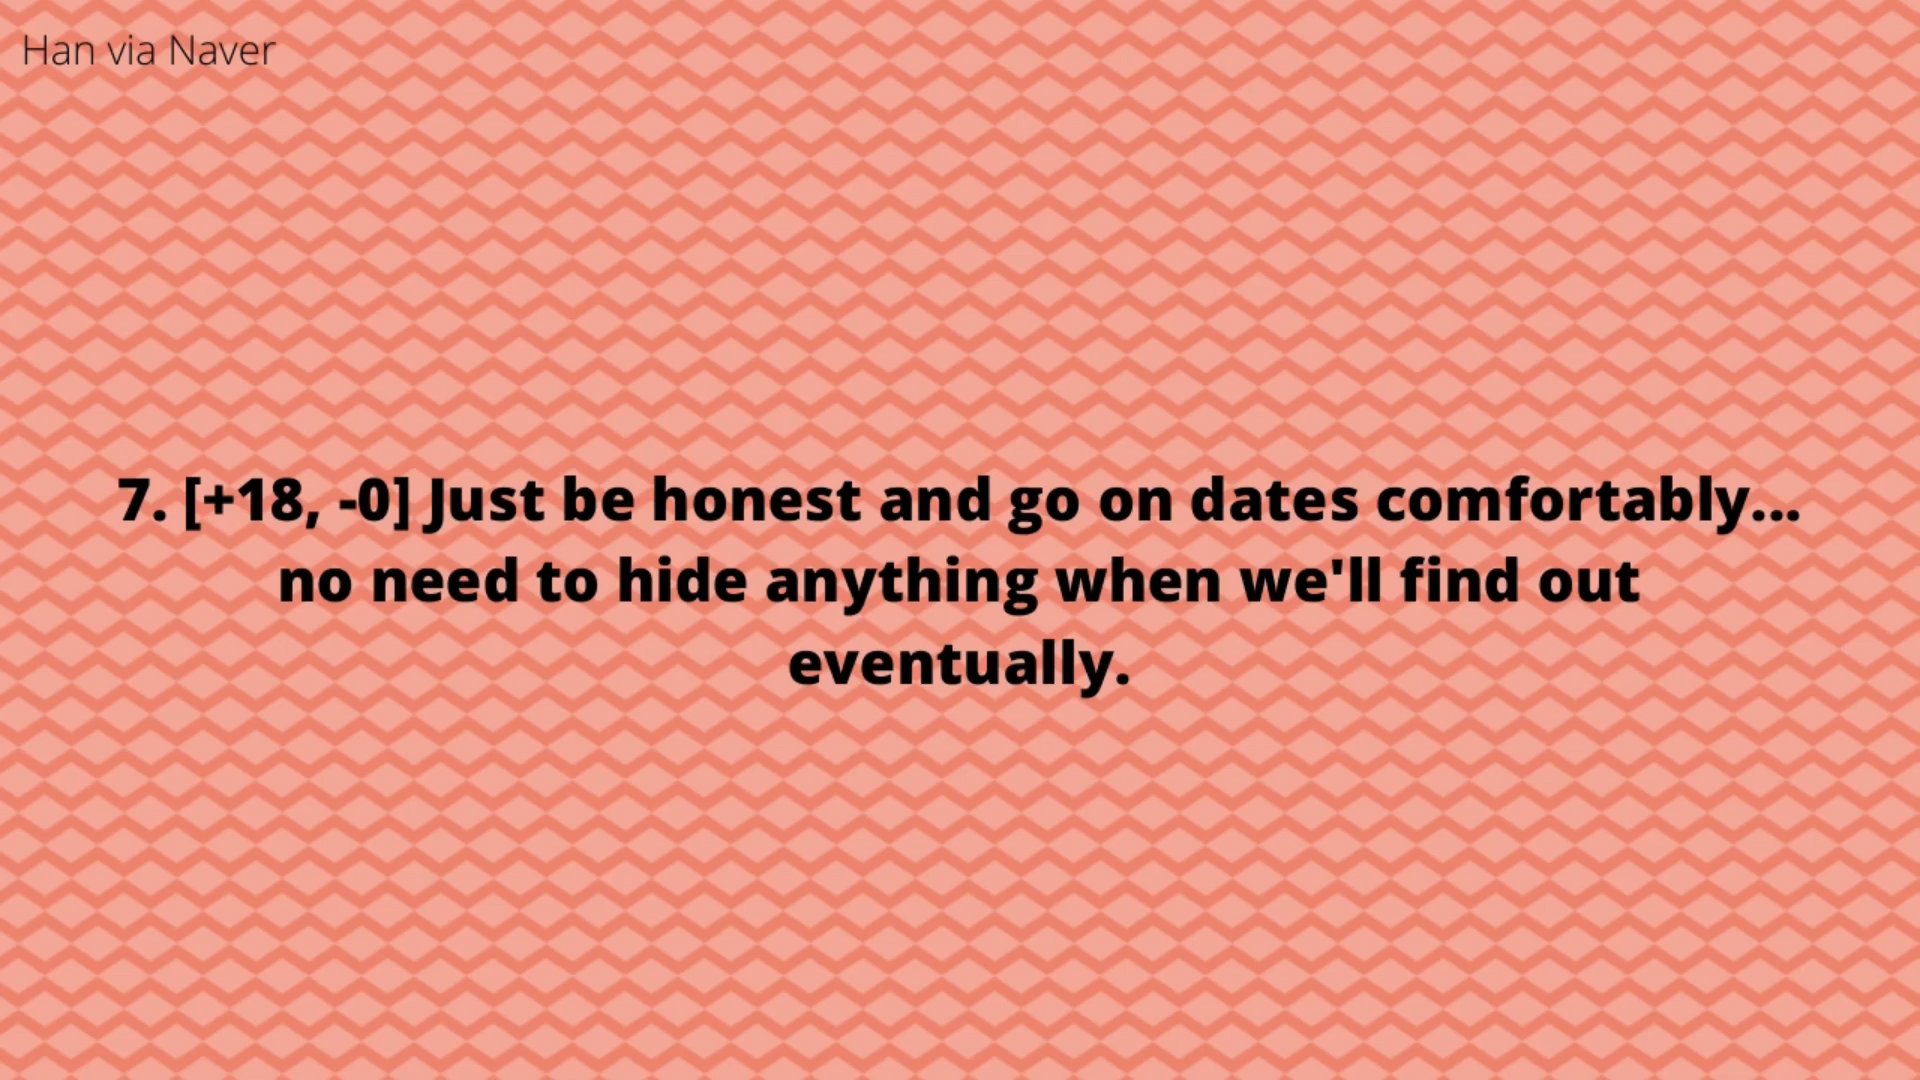 Han via Naver
7. [+18, -0] Just be honest and go on dates comfortably...
no need to hide anything when we'll find out
eventually.